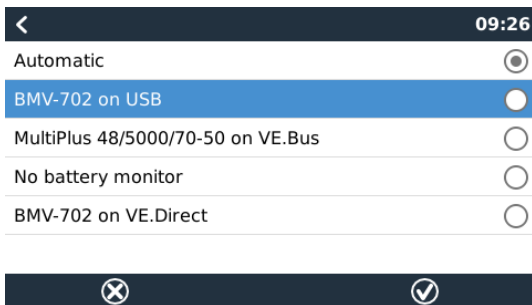 09:26
Automatic
BMV-702 on USB
MultiPlus 48/5000/70-50 on VE.Bus
No battery monitor
BMV-702 on VE.Direct